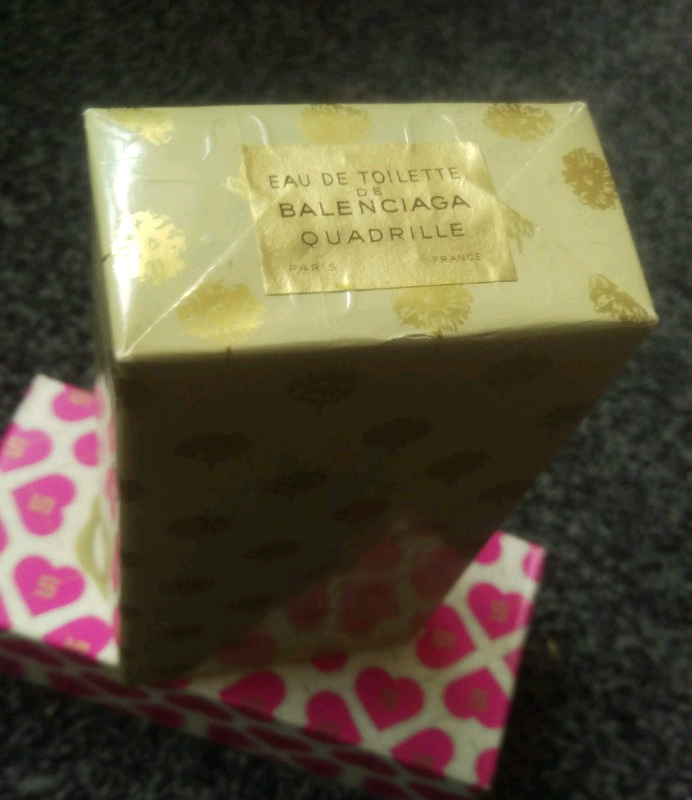 EAU DE TOILETTE
DE
BALENCIAGA
QUADRILLE
PARIS FRANCE